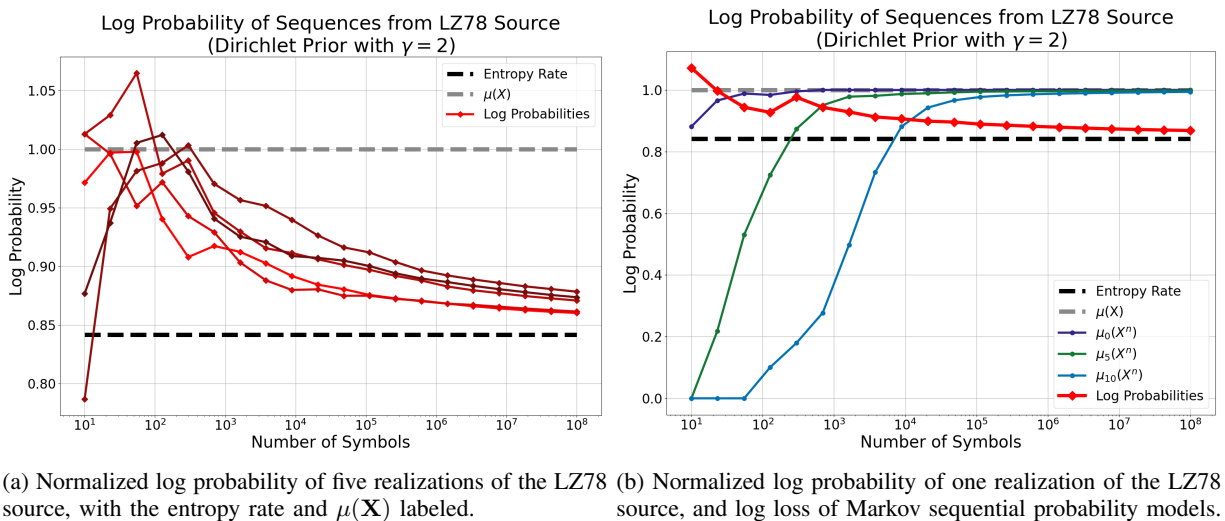 Log Probability of Sequences from LZ78 Source
(Dirichlet Prior with γ = 2)
Log Probability
1.05
1.00
0.95
0.90
0.85
0.80
Entropy Rate
μ(X)
Log Probabilities
10¹ 10² 10³ 10⁴ 10⁵ 10⁶ 10⁷ 10⁸
Number of Symbols
(a) Normalized log probability of five realizations of the LZ78
source, with the entropy rate and μ(𝐗) labeled.
Log Probability of Sequences from LZ78 Source
(Dirichlet Prior with γ = 2)
Log Probability
1.0
0.8
0.6
0.4
0.2
0.0
Entropy Rate
μ(X)
μ₀(Xⁿ)
μ₅(Xⁿ)
μ₁₀(Xⁿ)
Log Probabilities
10¹ 10² 10³ 10⁴ 10⁵ 10⁶ 10⁷ 10⁸
Number of Symbols
(b) Normalized log probability of one realization of the LZ78
source, and log loss of Markov sequential probability models.